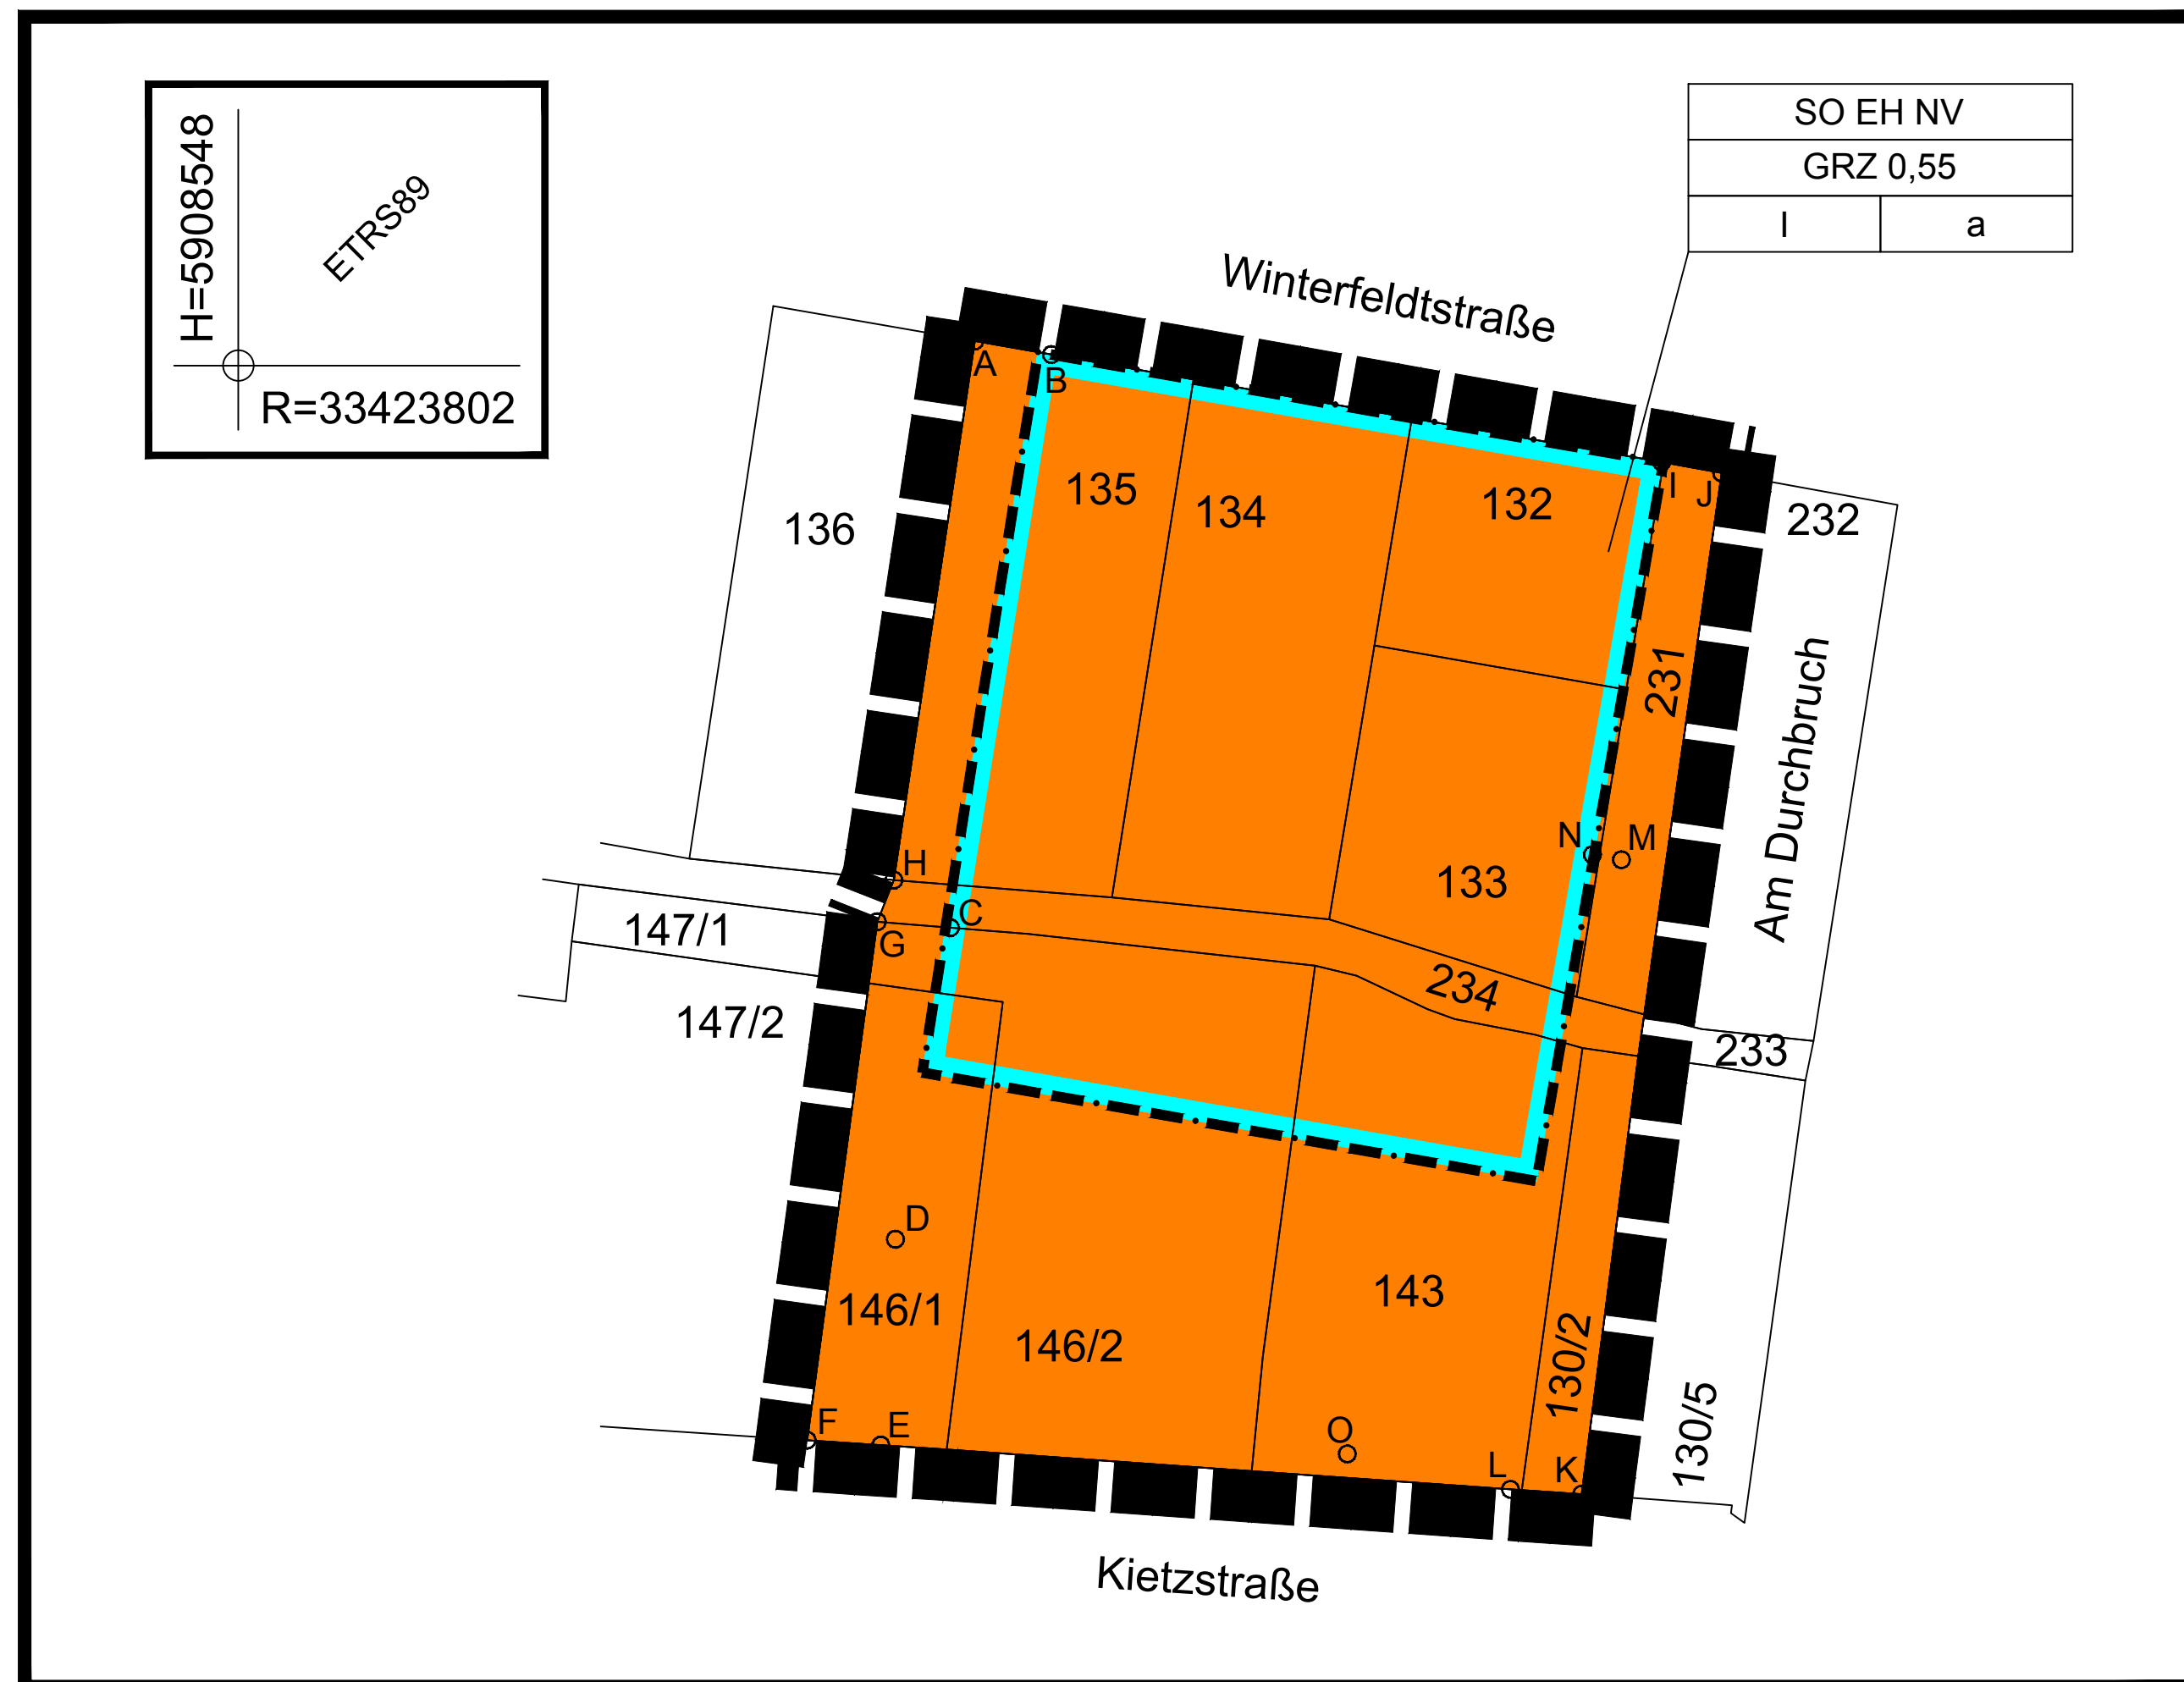 H=5908548
ETRS89
R=33423802
SO EH NV
GRZ 0,55
I
a
Winterfeldtstraße
A
B
I
J
135
134
132
136
232
231
Am Durchbruch
N
M
H
133
C
147/1
G
234
147/2
233
D
146/1
143
146/2
130/2
130/5
F
E
O
L
K
Kietzstraße